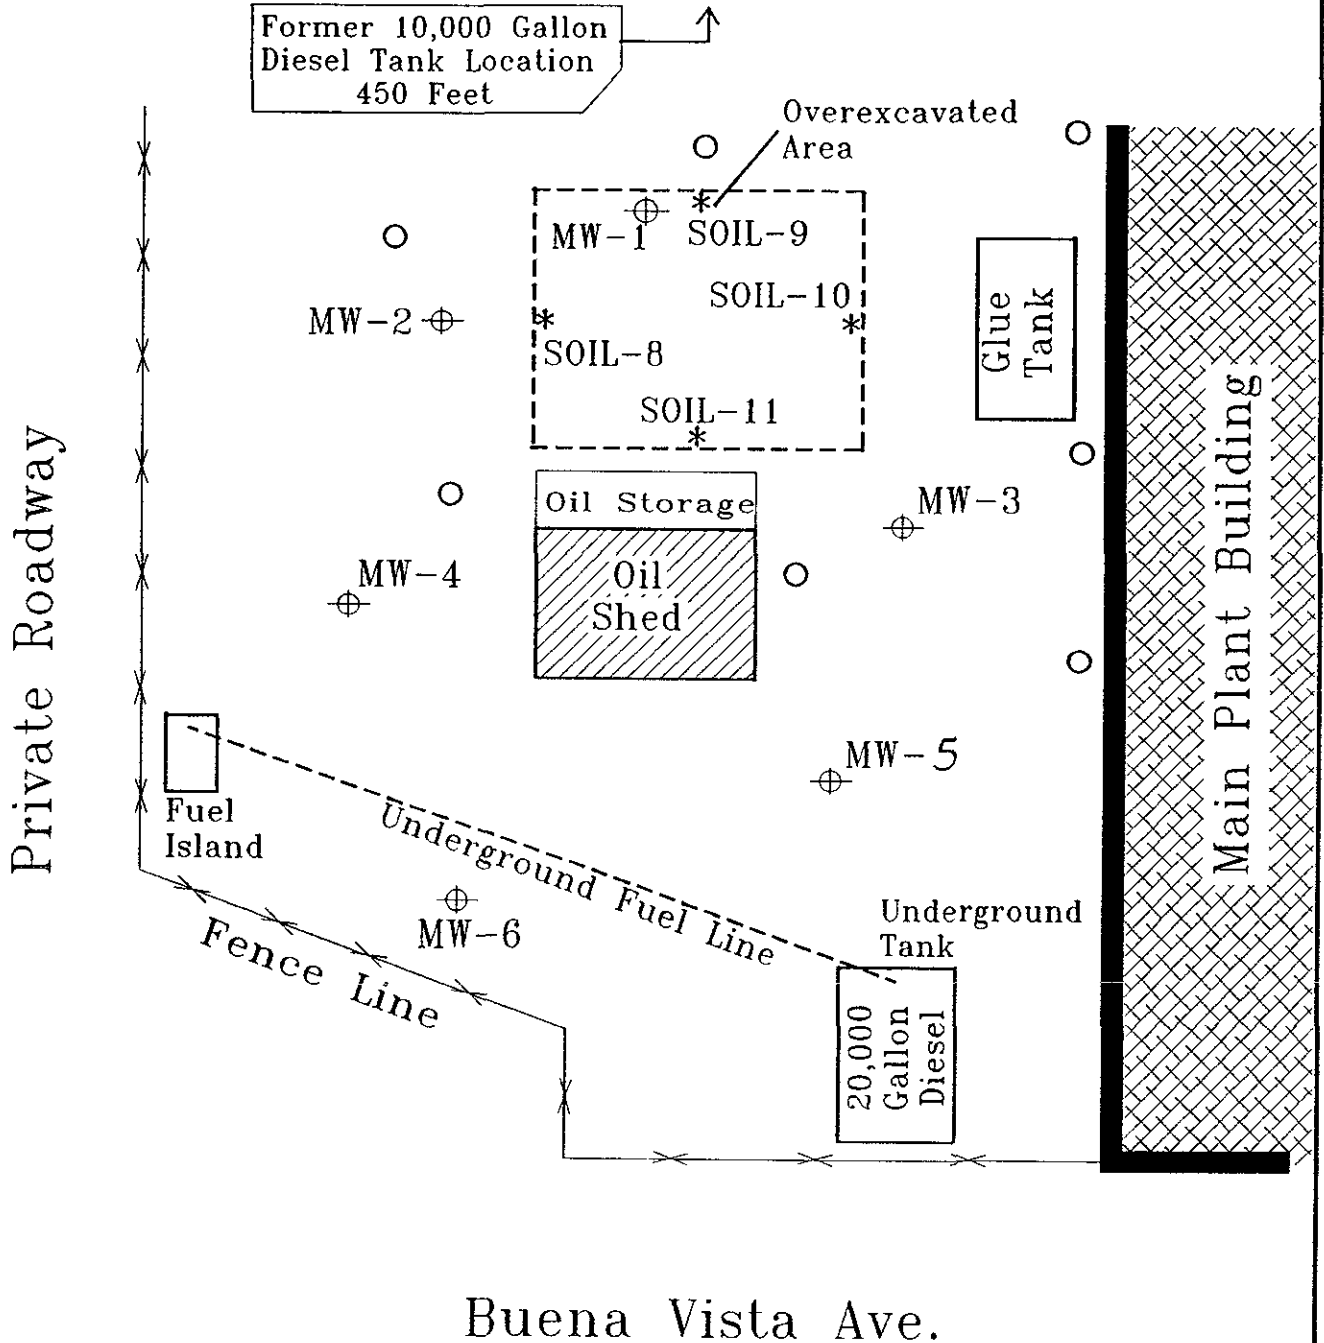 Former 10,000 Gallon
Diesel Tank Location
450 Feet
Overexcavated
Area
MW-1
SOIL-9
SOIL-10
MW-2
SOIL-8
SOIL-11
Glue
Tank
Oil Storage
Oil
Shed
MW-3
MW-4
MW-5
Private Roadway
Main Plant Building
Fuel
Island
Underground Fuel Line
MW-6
Fence Line
Underground
Tank
20,000
Gallon
Diesel
Buena Vista Ave.